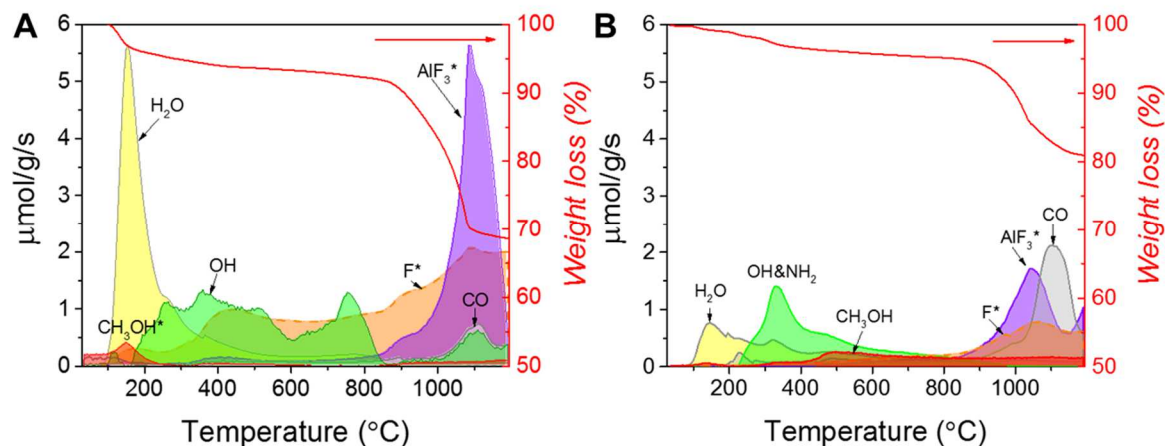 A
B
6
5
4
3
2
1
0
µmol/g/s
H₂O
CH₃OH*
OH
F*
AlF₃*
CO
100
90
80
70
60
50
Weight loss (%)
200 400 600 800 1000
Temperature (°C)
6
5
4
3
2
1
0
µmol/g/s
H₂O
OH&NH₂
CH₃OH
AlF₃*
F*
CO
100
90
80
70
60
50
Weight loss (%)
200 400 600 800 1000
Temperature (°C)